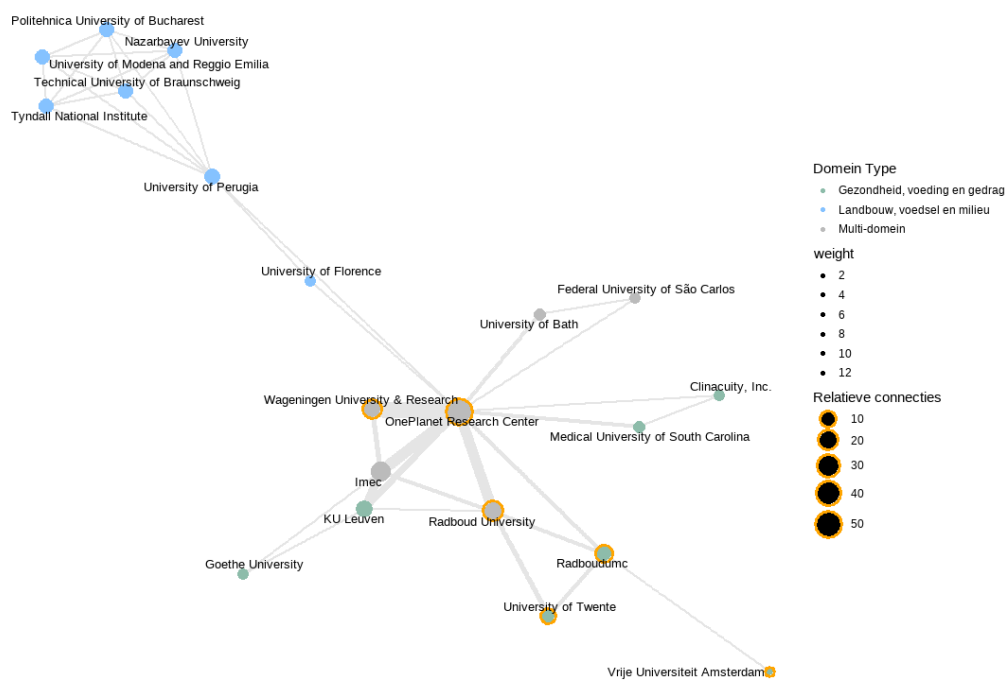 Politehnica University of Bucharest
Nazarbayev University
University of Modena and Reggio Emilia
Technical University of Braunschweig
Tyndall National Institute
University of Perugia
University of Florence
Federal University of São Carlos
University of Bath
Clinacuity, Inc.
Wageningen University & Research
OnePlanet Research Center
Medical University of South Carolina
Imec
KU Leuven
Radboud University
Goethe University
Radboudumc
University of Twente
Vrije Universiteit Amsterdam
Domein Type
Gezondheid, voeding en gedrag
Landbouw, voedsel en milieu
Multi-domein
weight
2
4
6
8
10
12
Relatieve connecties
10
20
30
40
50